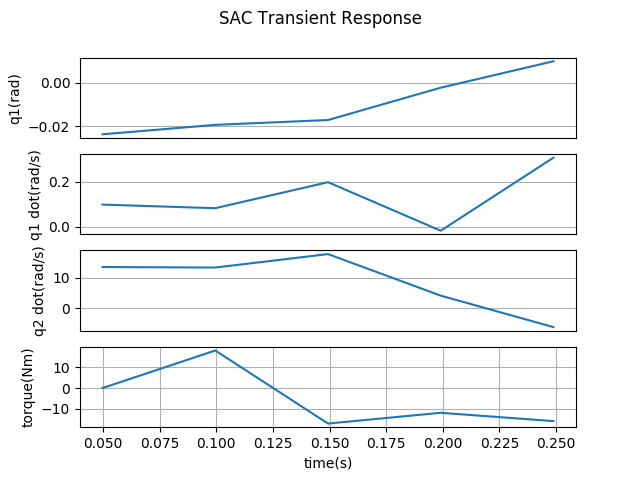 SAC Transient Response
q1(rad)
0.00
−0.02
q1 dot(rad/s)
0.2
0.0
q2 dot(rad/s)
10
0
torque(Nm)
10
0
−10
0.050 0.075 0.100 0.125 0.150 0.175 0.200 0.225 0.250
time(s)